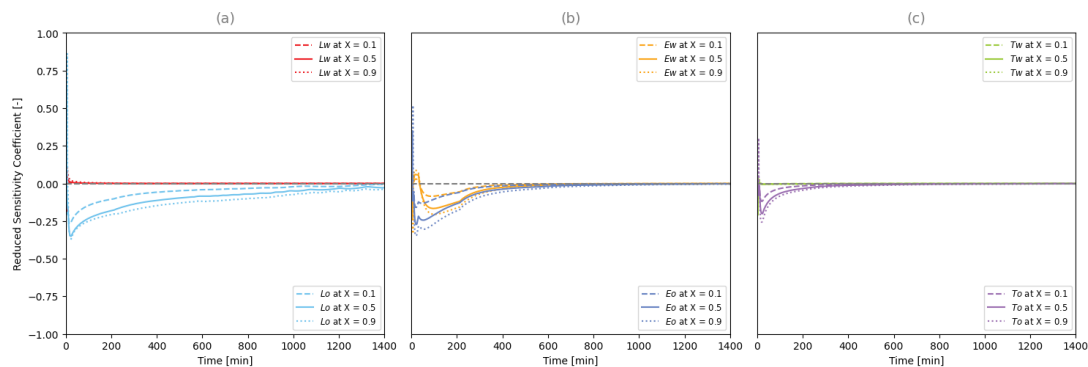 (a)
(b)
(c)
Reduced Sensitivity Coefficient [-]
1.00
0.75
0.50
0.25
0.00
−0.25
−0.50
−0.75
−1.00
Lw at X = 0.1
Lw at X = 0.5
Lw at X = 0.9
Lo at X = 0.1
Lo at X = 0.5
Lo at X = 0.9
0 200 400 600 800 1000 1200 1400
Time [min]
Ew at X = 0.1
Ew at X = 0.5
Ew at X = 0.9
Eo at X = 0.1
Eo at X = 0.5
Eo at X = 0.9
0 200 400 600 800 1000 1200 1400
Time [min]
Tw at X = 0.1
Tw at X = 0.5
Tw at X = 0.9
To at X = 0.1
To at X = 0.5
To at X = 0.9
0 200 400 600 800 1000 1200 1400
Time [min]